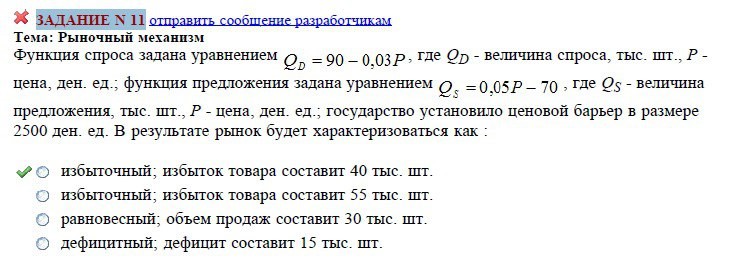 ЗАДАНИЕ N 11 отправить сообщение разработчикам
Тема: Рыночный механизм
Функция спроса задана уравнением Q_D = 90 – 0,03P, где Q_D - величина спроса, тыс. шт., P -
цена, ден. ед.; функция предложения задана уравнением Q_S = 0,05P – 70, где Q_S - величина
предложения, тыс. шт., P - цена, ден. ед.; государство установило ценовой барьер в размере
2500 ден. ед. В результате рынок будет характеризоваться как :
избыточный; избыток товара составит 40 тыс. шт.
избыточный; избыток товара составит 55 тыс. шт.
равновесный; объем продаж составит 30 тыс. шт.
дефицитный; дефицит составит 15 тыс. шт.